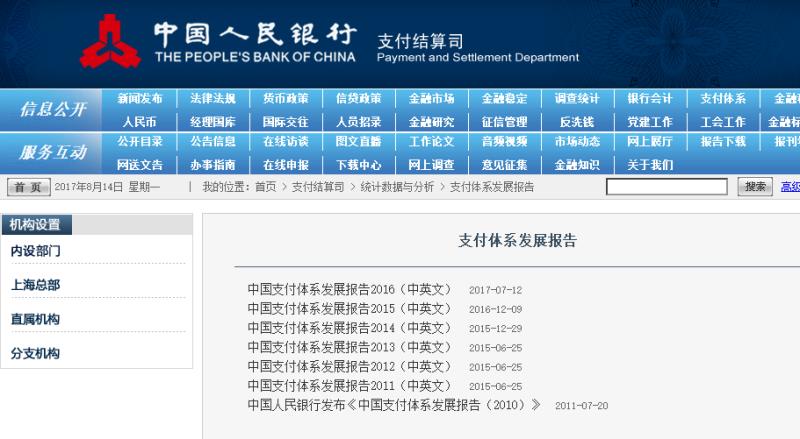 中国人民银行
THE PEOPLE'S BANK OF CHINA
支付结算司
Payment and Settlement Department
信息公开
新闻发布 法律法规 货币政策 信贷政策 金融市场 金融稳定 调查统计 银行会计 支付体系
人民币 经理国库 国际交往 人员招录 金融研究 征信管理 反洗钱 党建工作 工会工作
服务互动
公开目录 公告信息 在线访谈 图文直播 工作论文 音频视频 市场动态 网上展厅 报告下载
网送文告 办事指南 在线申报 下载中心 网上调查 意见征集 金融知识 关于我们
首 页 2017年8月14日 星期一 | 我的位置：首页 > 支付结算司 > 统计数据与分析 > 支付体系发展报告 搜索 高级
机构设置
内设部门
上海总部
直属机构
分支机构
支付体系发展报告
中国支付体系发展报告2016（中英文） 2017-07-12
中国支付体系发展报告2015（中英文） 2016-12-09
中国支付体系发展报告2014（中英文） 2015-12-29
中国支付体系发展报告2013（中英文） 2015-06-25
中国支付体系发展报告2012（中英文） 2015-06-25
中国支付体系发展报告2011（中英文） 2015-06-25
中国人民银行发布《中国支付体系发展报告（2010）》 2011-07-20